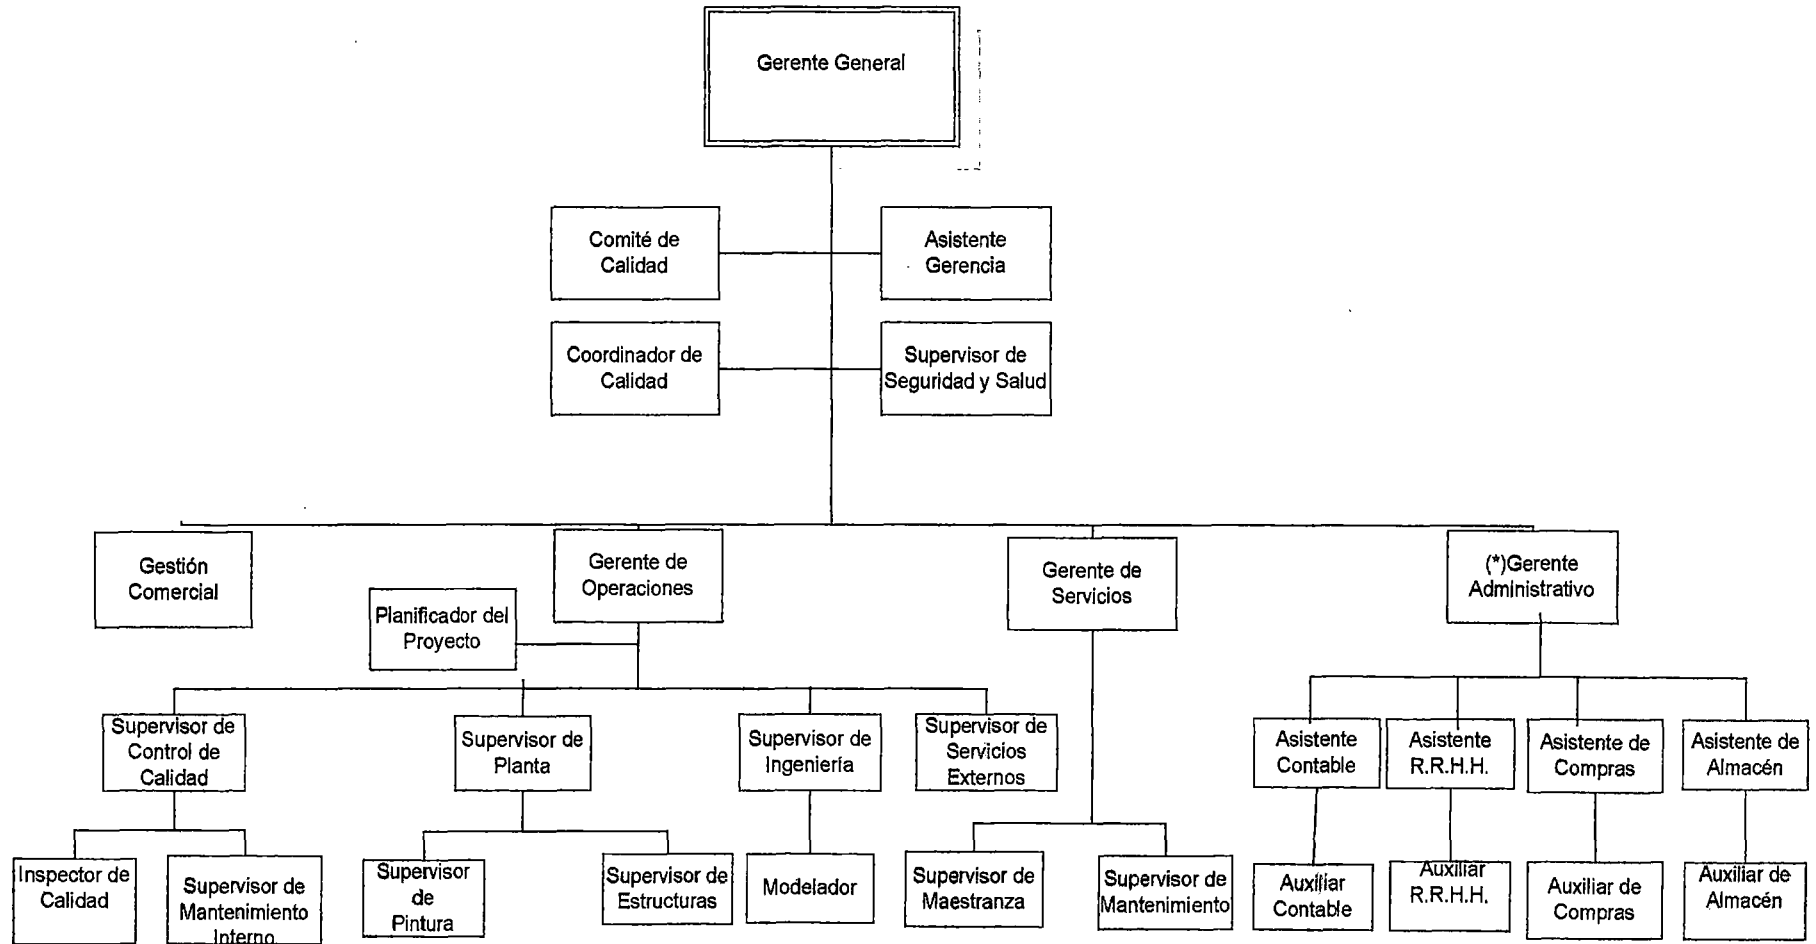 Gerente General
Comité de
Calidad
Asistente
Gerencia
Coordinador de
Calidad
Supervisor de
Seguridad y Salud
Gestión
Comercial
Gerente de
Operaciones
Planificador del
Proyecto
Gerente de
Servicios
(*)Gerente
Administrativo
Supervisor de
Control de
Calidad
Supervisor de
Planta
Supervisor de
Ingeniería
Supervisor de
Servicios
Externos
Asistente
Contable
Asistente
R.R.H.H.
Asistente de
Compras
Asistente de
Almacén
Inspector de
Calidad
Supervisor de
Mantenimiento
Interno.
Supervisor
de
Pintura
Supervisor de
Estructuras
Modelador
Supervisor de
Maestranza
Supervisor de
Mantenimiento
Auxiliar
Contable
Auxiliar
R.R.H.H.
Auxiliar de
Compras
Auxiliar de
Almacén